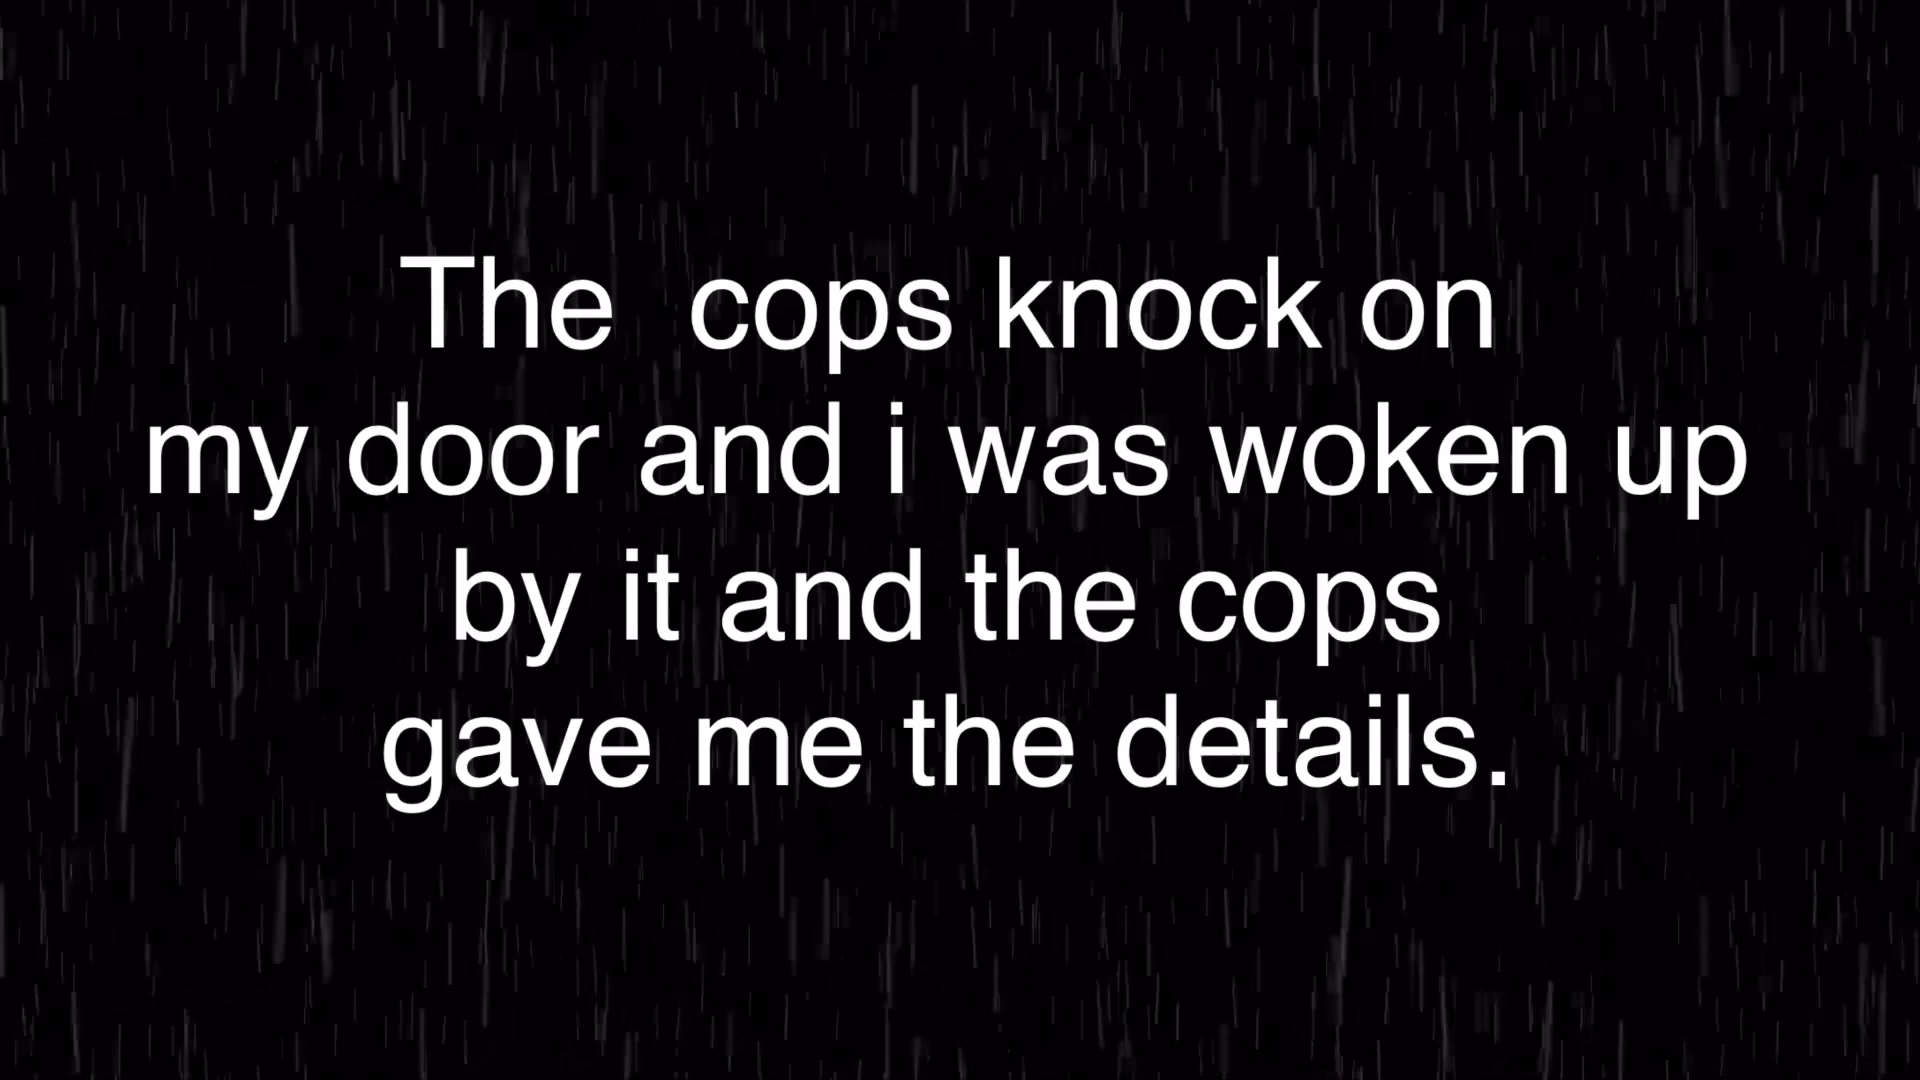 The  cops knock on
my door and i was woken up
by it and the cops
gave me the details.